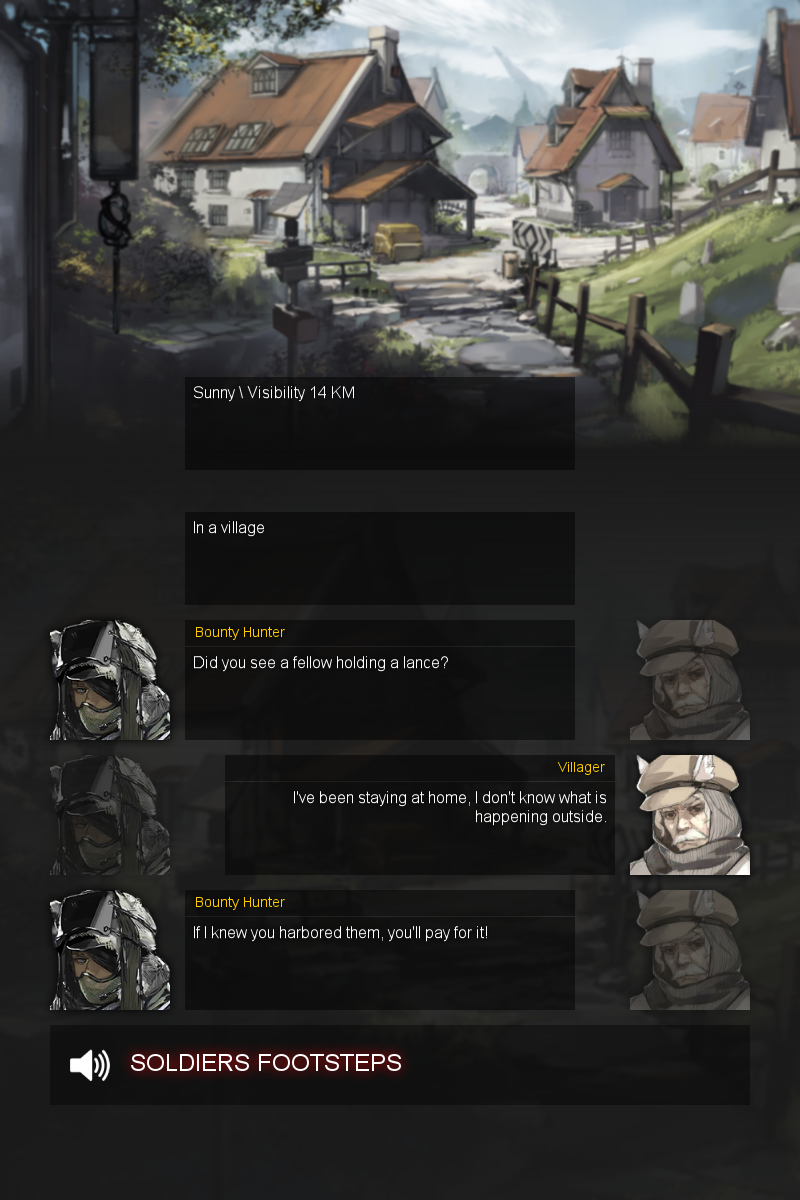 Sunny \ Visibility 14 KM
In a village
Bounty Hunter
Did you see a fellow holding a lance?
Villager
I've been staying at home, I don't know what is
happening outside.
Bounty Hunter
If I knew you harbored them, you'll pay for it!
SOLDIERS FOOTSTEPS